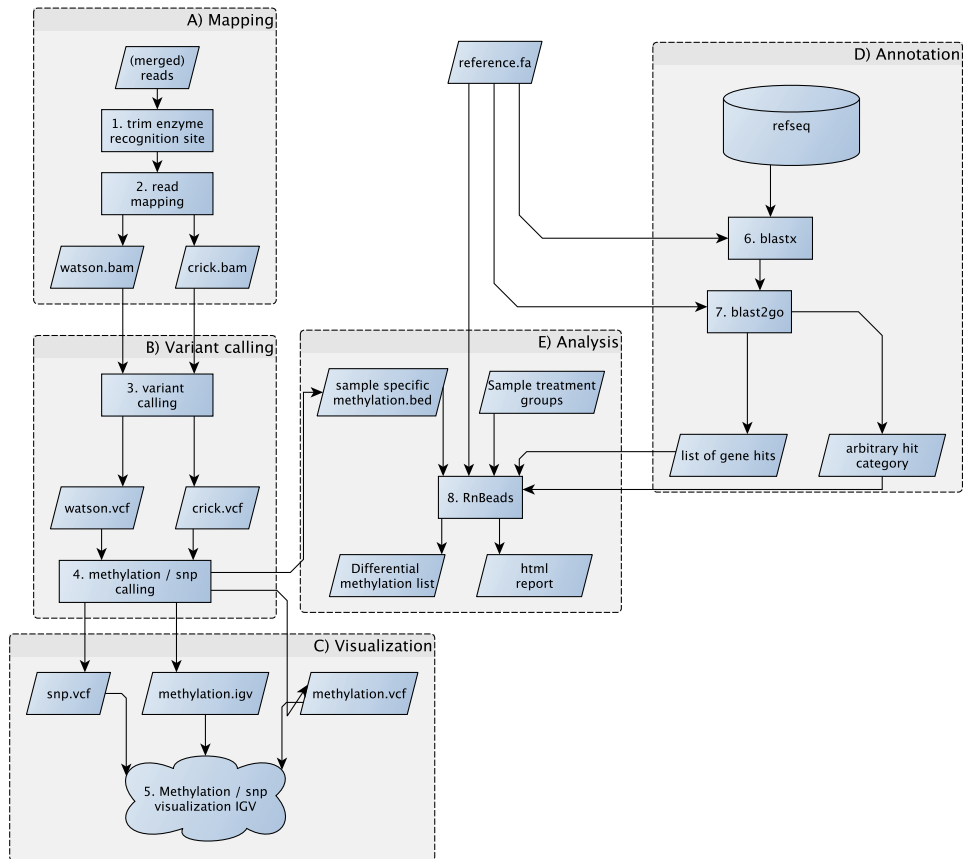 A) Mapping
(merged)
reads
1. trim enzyme
recognition site
2. read
mapping
watson.bam
crick.bam
B) Variant calling
3. variant
calling
watson.vcf
crick.vcf
4. methylation / snp
calling
C) Visualization
snp.vcf
methylation.igv
methylation.vcf
5. Methylation / snp
visualization IGV
reference.fa
E) Analysis
sample specific
methylation.bed
Sample treatment
groups
8. RnBeads
Differential
methylation list
html
report
D) Annotation
refseq
6. blastx
7. blast2go
list of gene hits
arbitrary hit
category